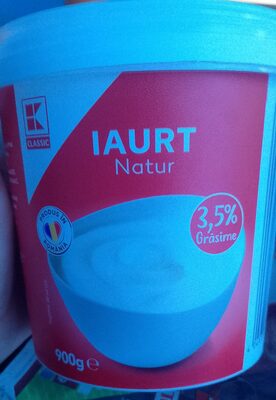 K
CLASSIC
IAURT
Natur
3,5%
Grăsime
PRODUS ÎN
ROMÂNIA
900g e